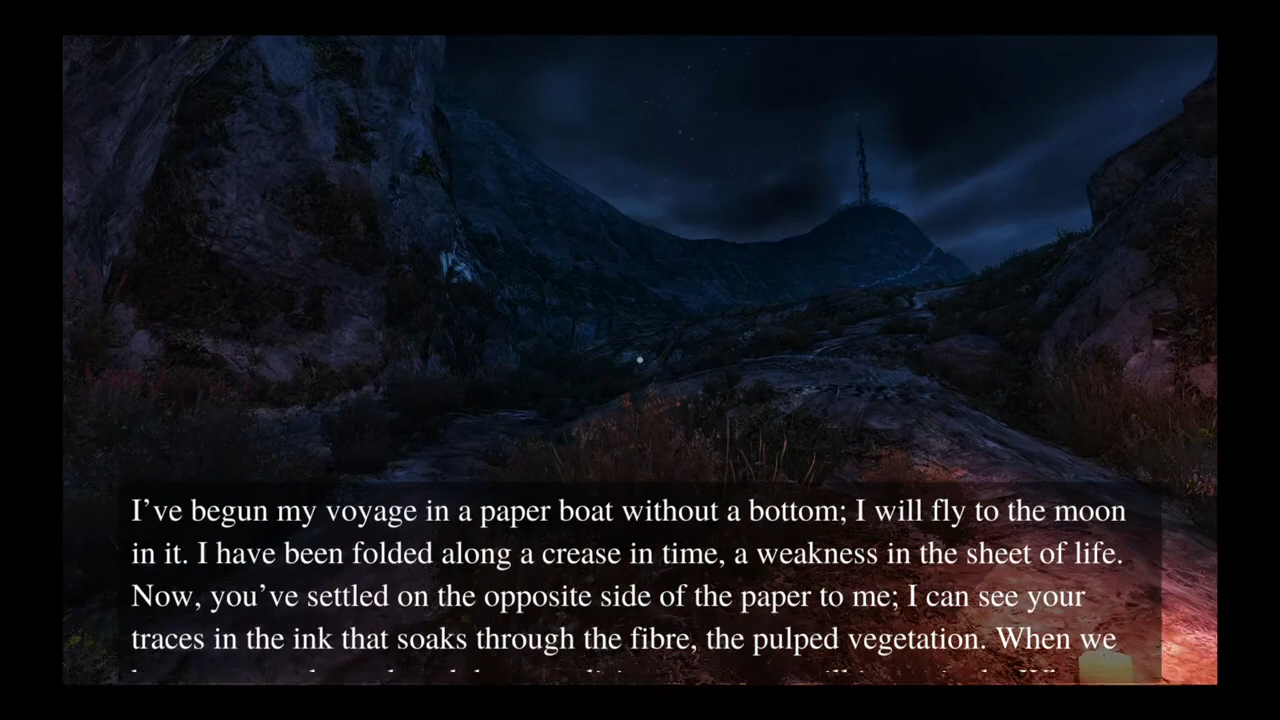 I’ve begun my voyage in a paper boat without a bottom; I will fly to the moon
in it. I have been folded along a crease in time, a weakness in the sheet of life.
Now, you’ve settled on the opposite side of the paper to me; I can see your
traces in the ink that soaks through the fibre, the pulped vegetation. When we